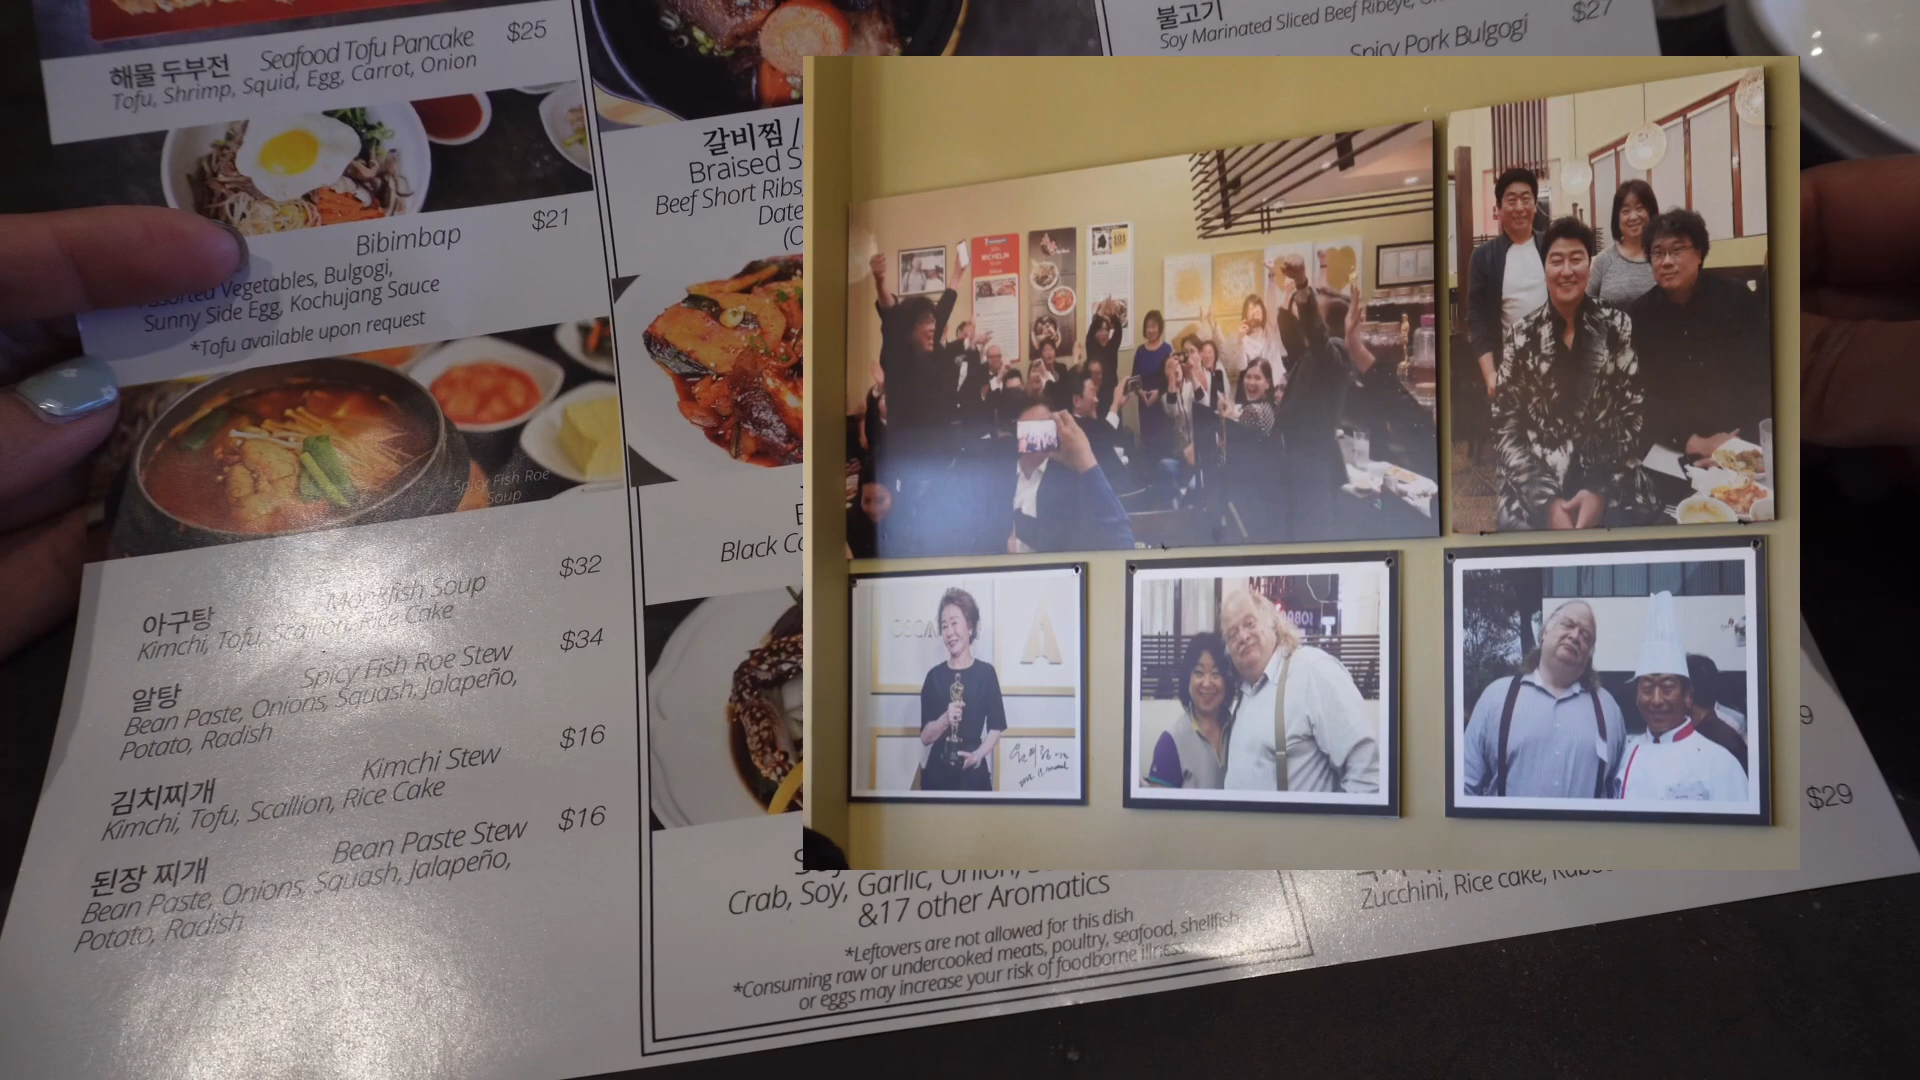 해물 두부전 Seafood Tofu Pancake $25
Tofu, Shrimp, Squid, Egg, Carrot, Onion
Bibimbap $21
Vegetables, Bulgogi,
Sunny Side Egg, Kochujang Sauce
*Tofu available upon request
Spicy Fish Roe
Soup
아구탕 Monkfish Soup $32
Kimchi, Tofu, Scallion, Rice Cake
알탕 Spicy Fish Roe Stew $34
Bean Paste, Onions, Squash, Jalapeño,
Potato, Radish
김치찌개 Kimchi Stew $16
Kimchi, Tofu, Scallion, Rice Cake
된장 찌개 Bean Paste Stew $16
Bean Paste, Onions, Squash, Jalapeño,
Potato, Radish
갈비찜 /
Braised
Beef Short Ribs,
Date
Black
Crab, Soy, Garlic, Onion,
&17 other Aromatics
*Leftovers are not allowed for this dish
*Consuming raw or undercooked meats, poultry, seafood, shellfish
or eggs may increase your risk of foodborne illness
불고기
Soy Marinated Sliced Beef Ribeye,
Spicy Pork Bulgogi $27
MICHELIN
101
OSCA
9
$29
Zucchini, Rice cake,